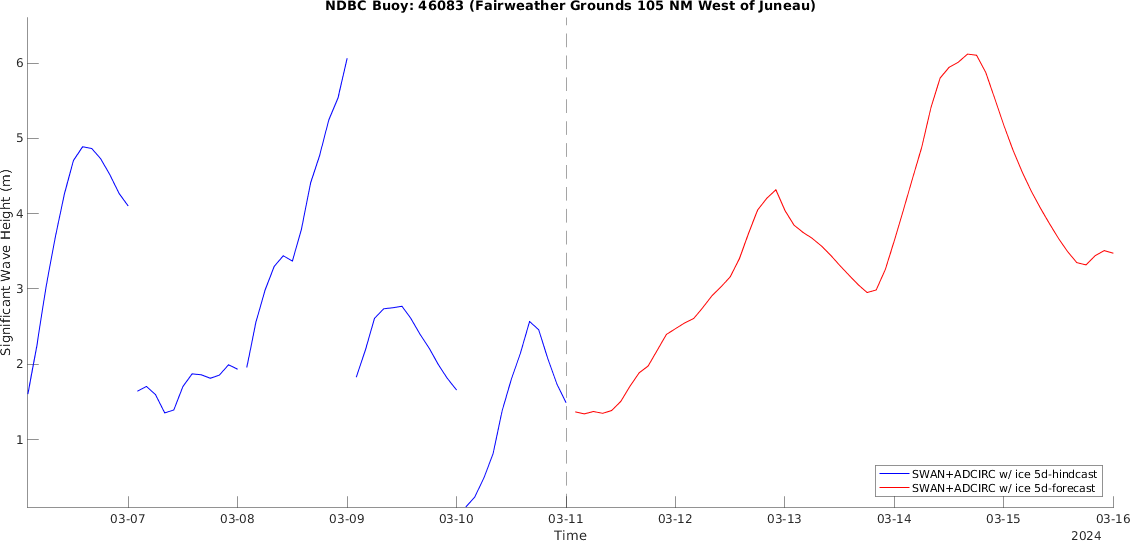 NDBC Buoy: 46083 (Fairweather Grounds 105 NM West of Juneau)
6
5
4
3
2
1
Significant Wave Height (m)
SWAN+ADCIRC w/ ice 5d-hindcast
SWAN+ADCIRC w/ ice 5d-forecast
03-07 03-08 03-09 03-10 03-11 03-12 03-13 03-14 03-15 03-16
Time
2024